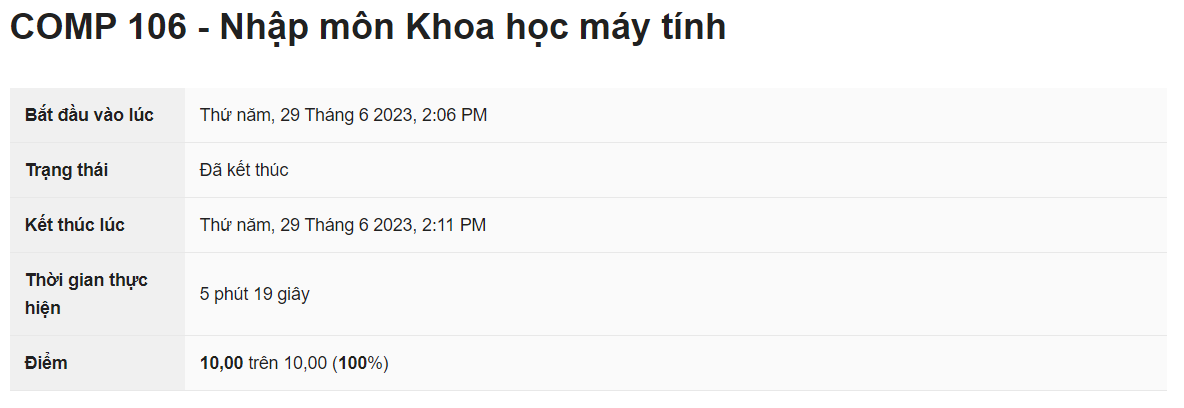 COMP 106 - Nhập môn Khoa học máy tính
Bắt đầu vào lúc Thứ năm, 29 Tháng 6 2023, 2:06 PM
Trạng thái Đã kết thúc
Kết thúc lúc Thứ năm, 29 Tháng 6 2023, 2:11 PM
Thời gian thực
hiện
5 phút 19 giây
Điểm 10,00 trên 10,00 (100%)